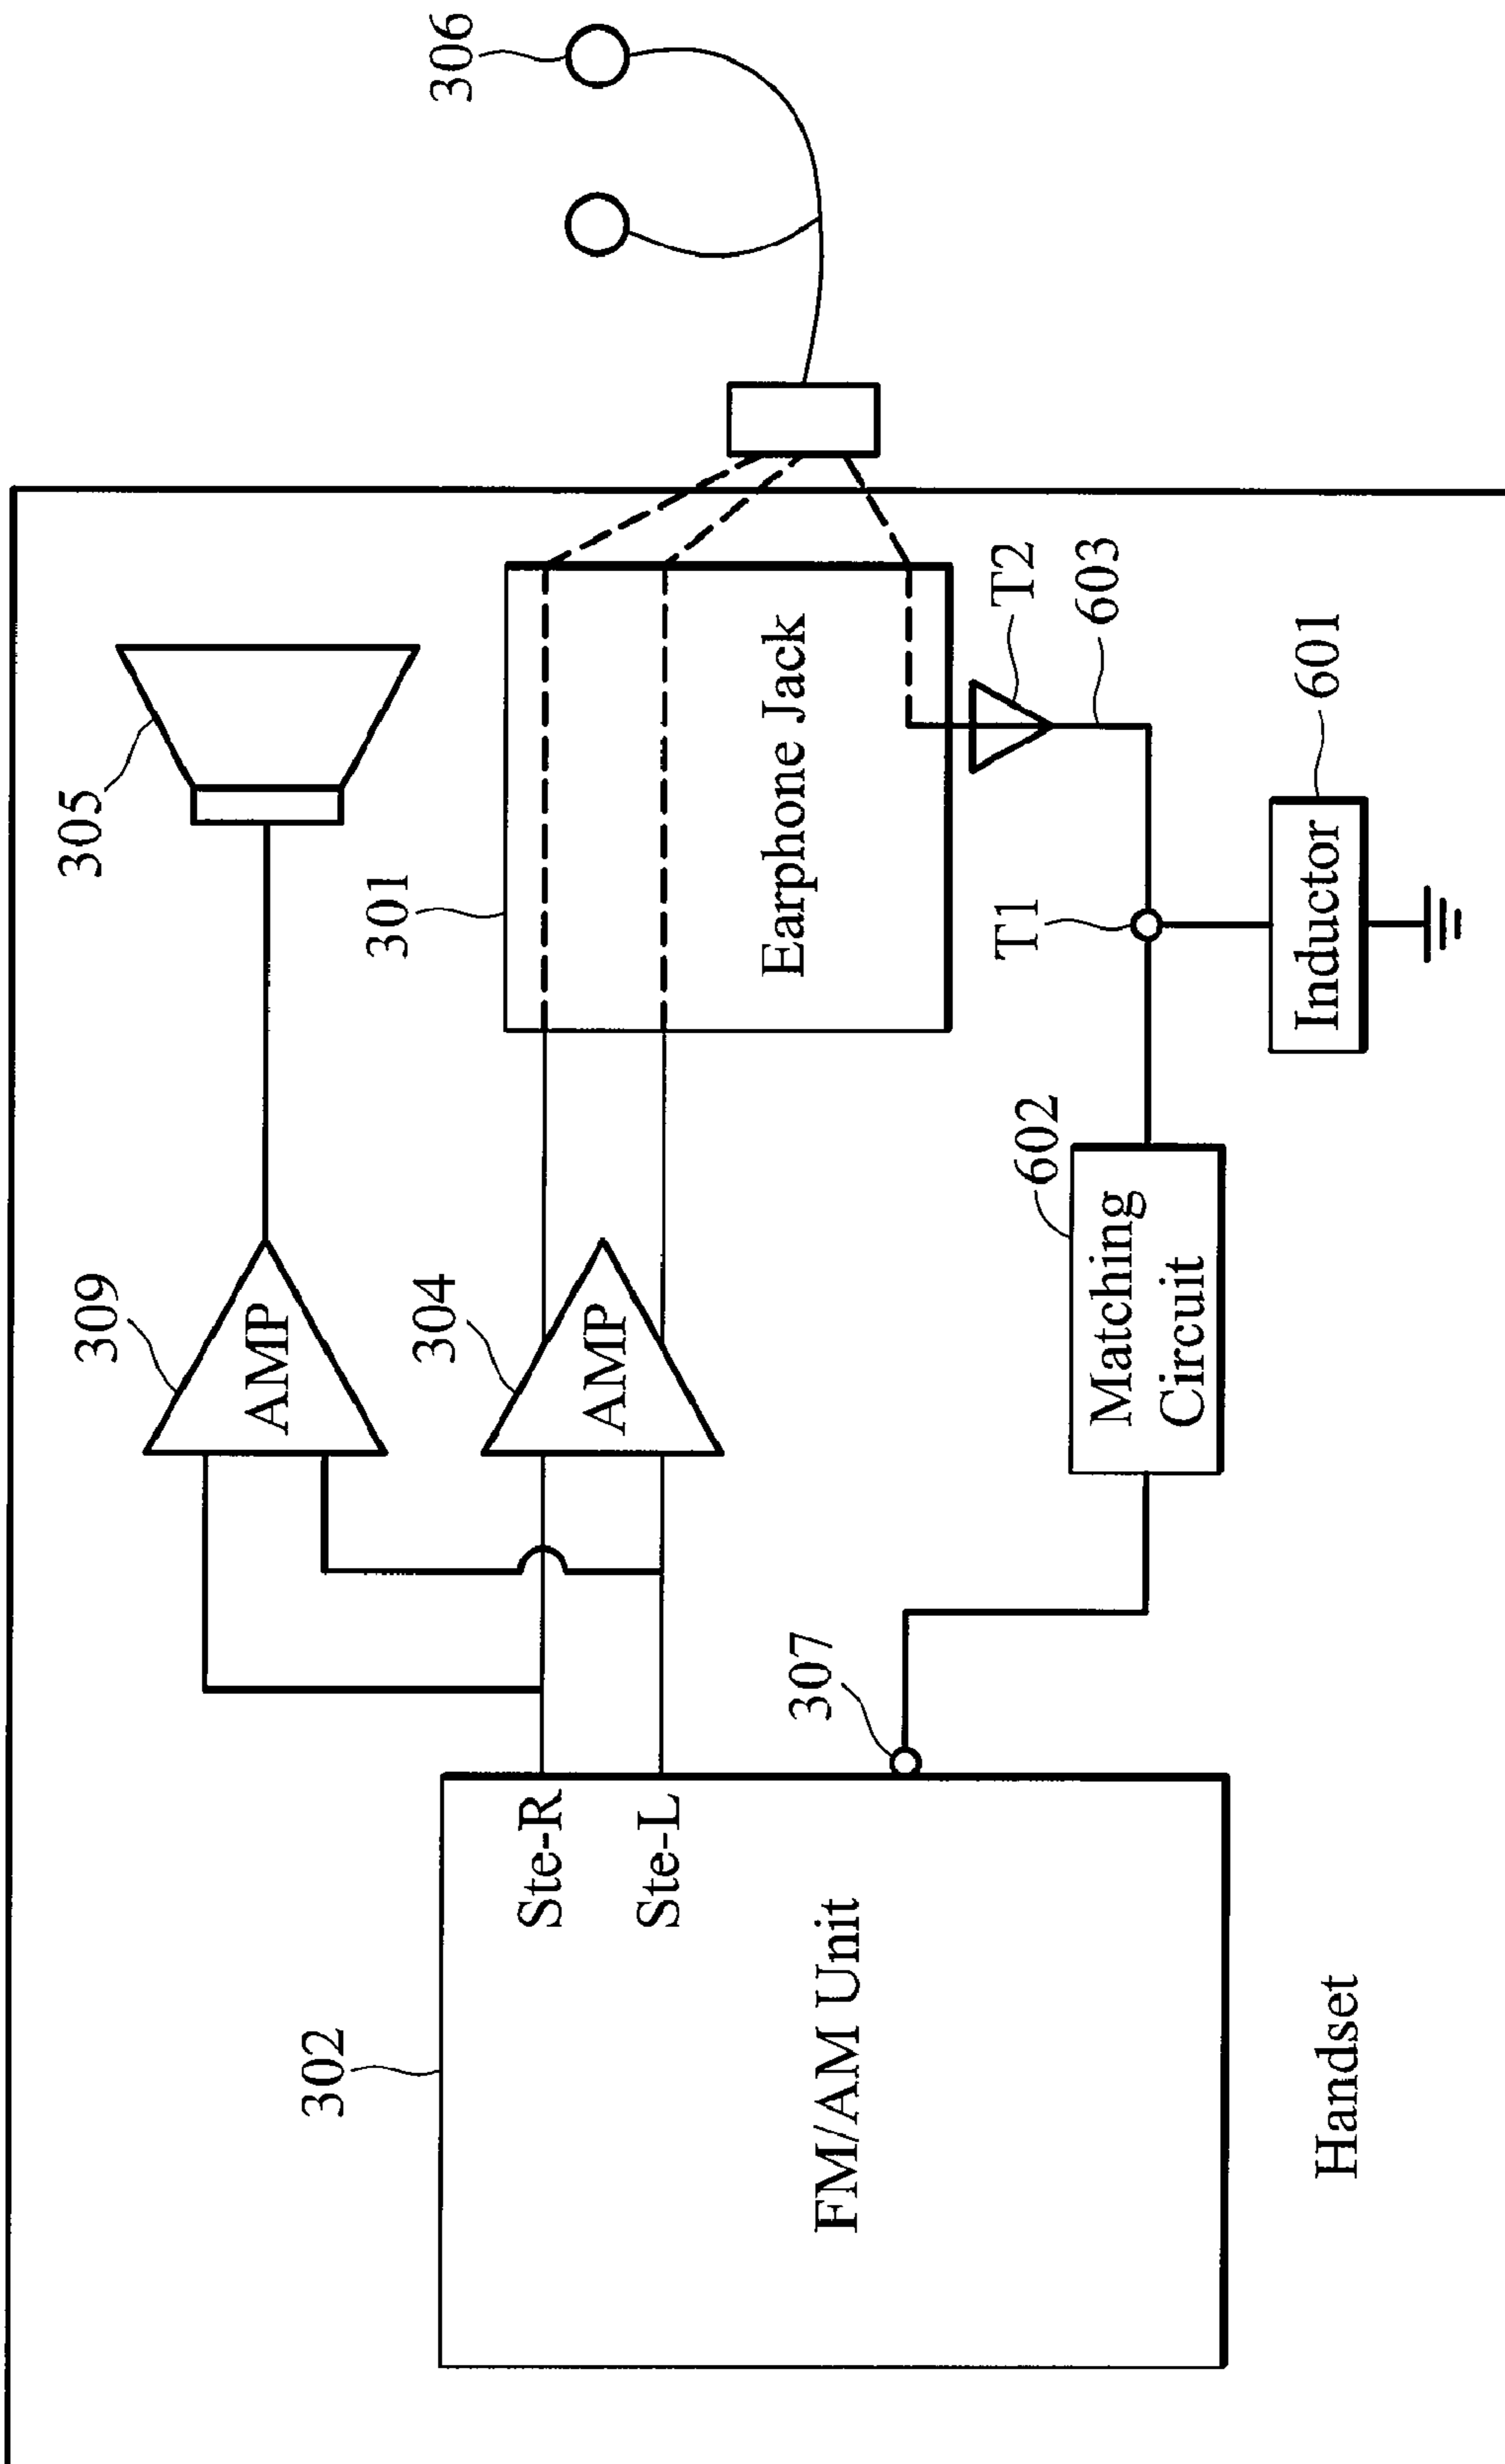 306
305
301
Earphone Jack
T2
603
T1
601
Inductor
309
AMP
304
AMP
602
Matching
Circuit
307
Ste-R
Ste-L
302
FM/AM Unit
Handset